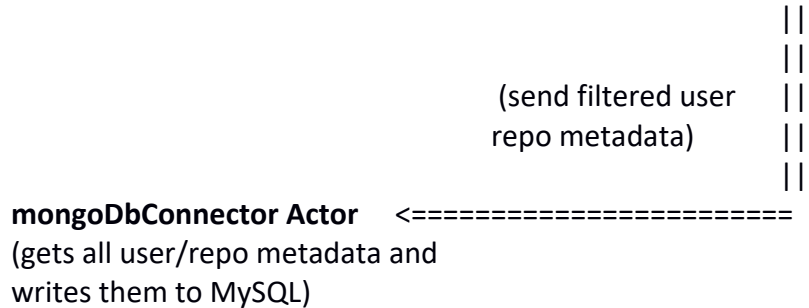 ||
||
(send filtered user ||
repo metadata) ||
||
mongoDbConnector Actor <========================
(gets all user/repo metadata and
writes them to MySQL)